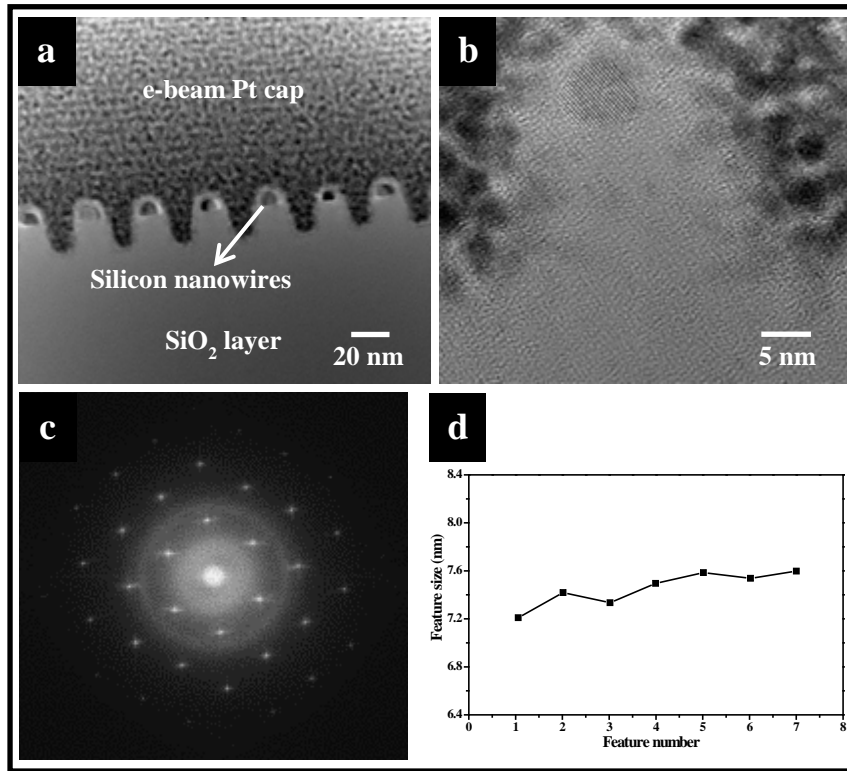 a
e-beam Pt cap
Silicon nanowires
SiO₂ layer
20 nm
b
5 nm
c
d
8.4
8.0
7.6
7.2
6.8
6.4
Feature size (nm)
0 1 2 3 4 5 6 7 8
Feature number